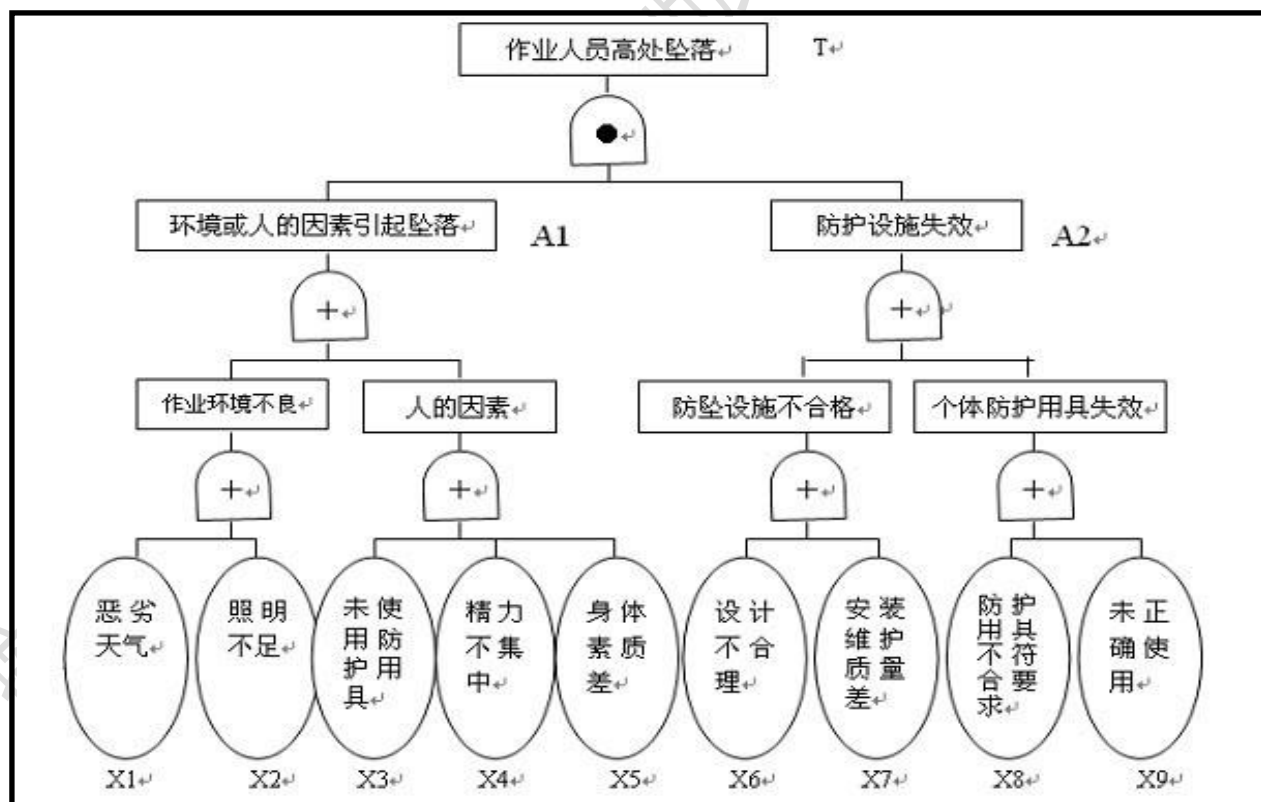 作业人员高处坠落
T
环境或人的因素引起坠落
A1
防护设施失效
A2
+
+
作业环境不良
人的因素
防坠设施不合格
个体防护用具失效
+
+
+
+
恶劣
天气
照明
不足
未使
用防
护用
具
精力
不集
中
身体
素质
差
设计
不合
理
安装
维护
质量
差
防护
用具
不符
合要
求
未正
确使
用
X1
X2
X3
X4
X5
X6
X7
X8
X9